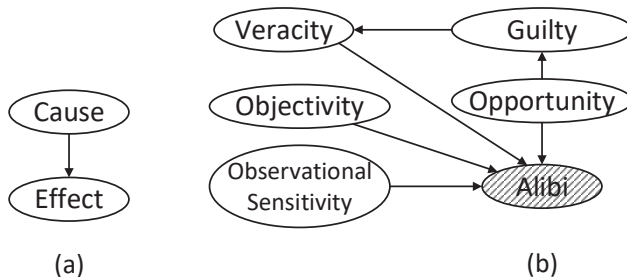 Cause
Effect
(a)
Veracity
Guilty
Objectivity
Opportunity
Observational
Sensitivity
Alibi
(b)